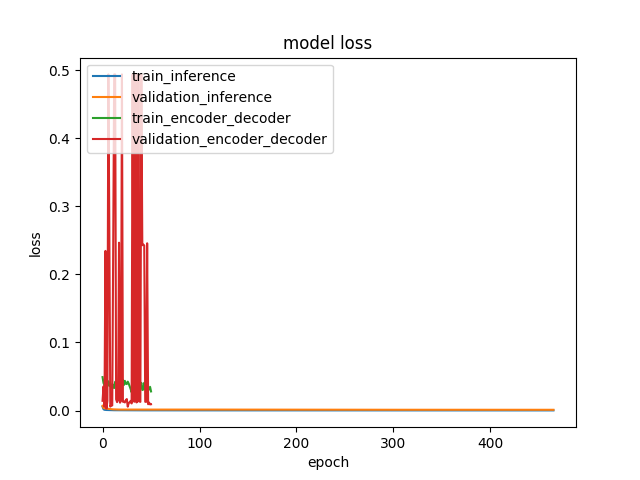 model loss
train_inference
validation_inference
train_encoder_decoder
validation_encoder_decoder
0.5
0.4
0.3
0.2
0.1
0.0
loss
0
100
200
300
400
epoch